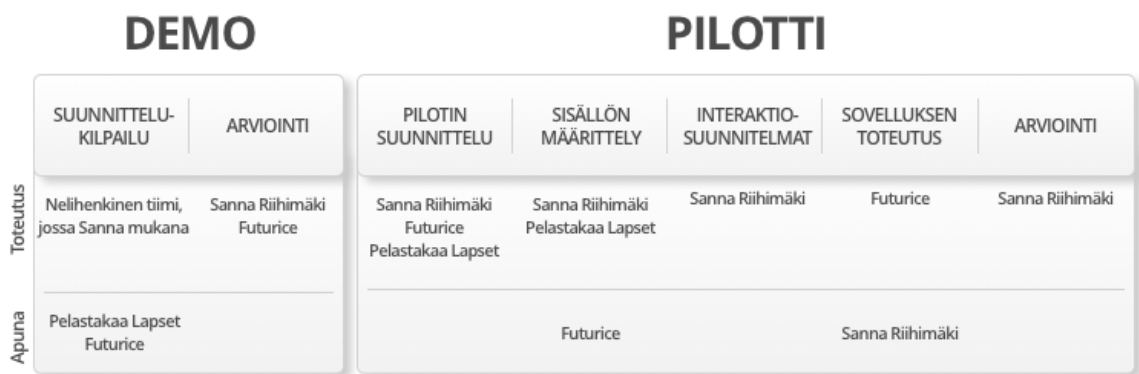 DEMO
PILOTTI
SUUNNITTELU-
KILPAILU
ARVIOINTI
PILOTIN
SUUNNITTELU
SISÄLLÖN
MÄÄRITTELY
INTERAKTIO-
SUUNNITELMAT
SOVELLUKSEN
TOTEUTUS
ARVIOINTI
Toteutus
Nelihenkinen tiimi,
jossa Sanna mukana
Sanna Riihimäki
Futurice
Sanna Riihimäki
Futurice
Pelastakaa Lapset
Sanna Riihimäki
Pelastakaa Lapset
Sanna Riihimäki
Futurice
Sanna Riihimäki
Apuna
Pelastakaa Lapset
Futurice
Futurice
Sanna Riihimäki